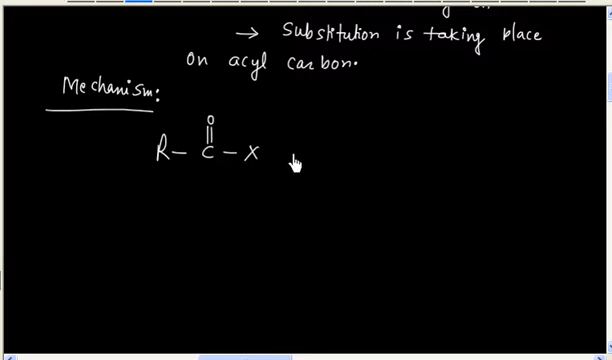 → Substitution is taking place
on acyl carbon.
Mechanism:
O
R — C — X